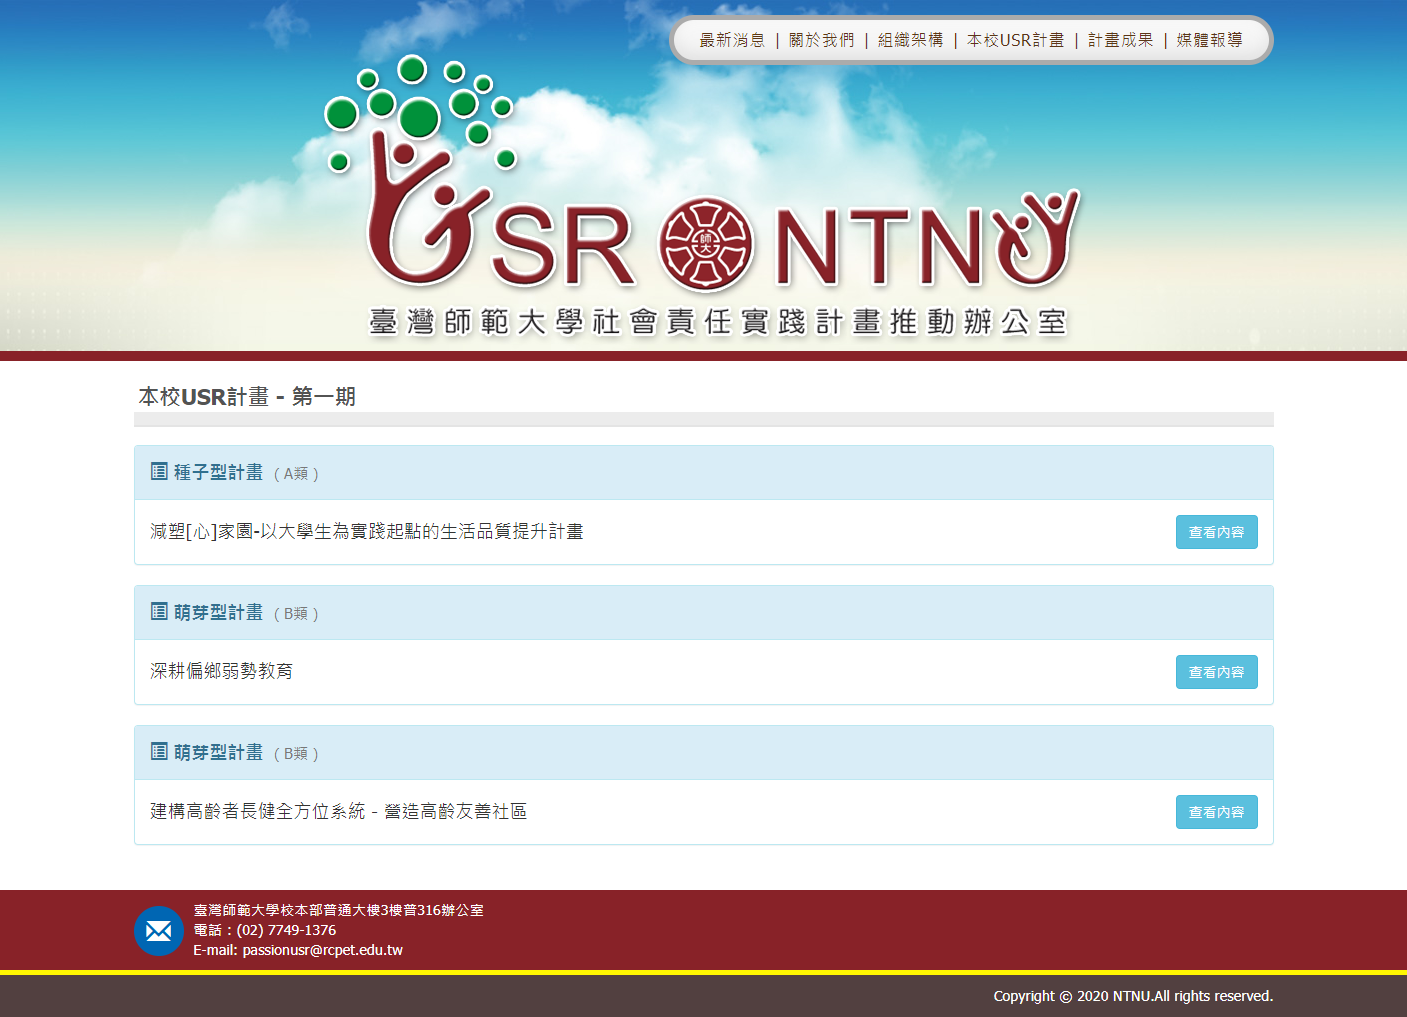 最新消息 | 關於我們 | 組織架構 | 本校USR計畫 | 計畫成果 | 媒體報導
USR NTNU
師大
臺灣師範大學社會責任實踐計畫推動辦公室
本校USR計畫 - 第一期
種子型計畫 ( A類 )
減塑[心]家園-以大學生為實踐起點的生活品質提升計畫
查看內容
萌芽型計畫 ( B類 )
深耕偏鄉弱勢教育
查看內容
萌芽型計畫 ( B類 )
建構高齡者長健全方位系統 - 營造高齡友善社區
查看內容
臺灣師範大學校本部普通大樓3樓普316辦公室
電話：(02) 7749-1376
E-mail: passionusr@rcpet.edu.tw
Copyright © 2020 NTNU.All rights reserved.